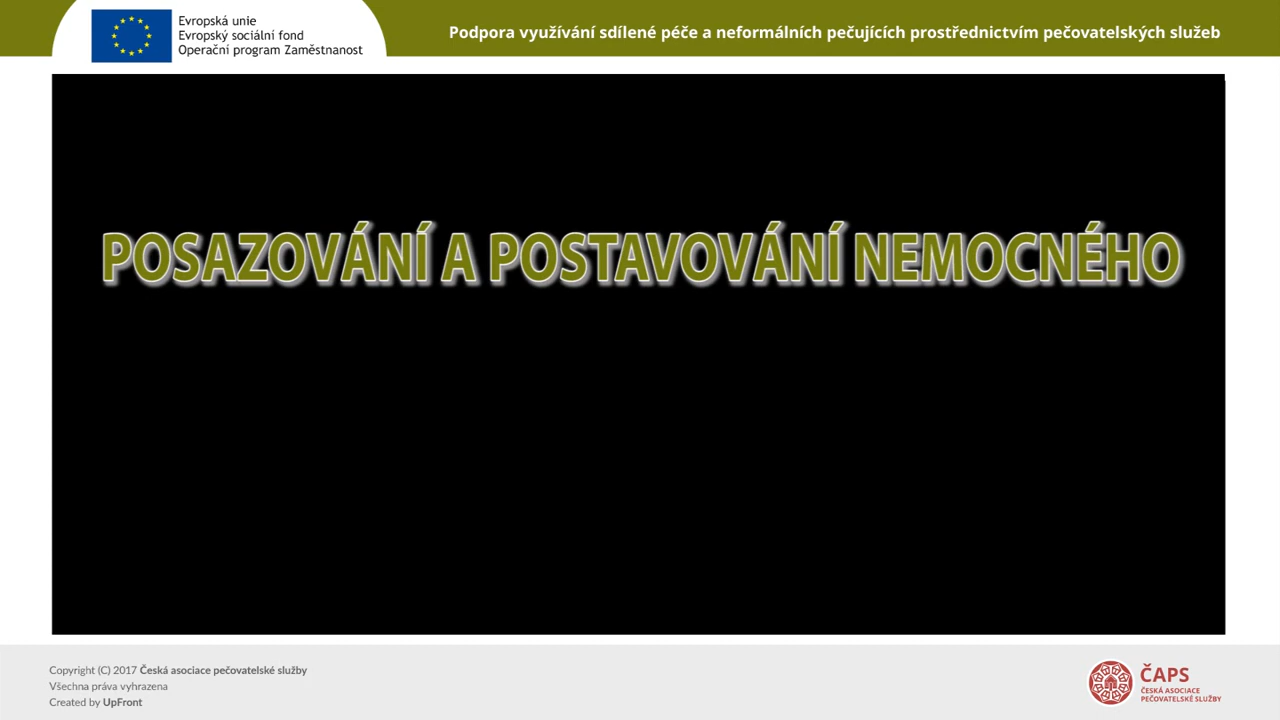 Evropská unie
Evropský sociální fond
Operační program Zaměstnanost
Podpora využívání sdílené péče a neformálních pečujících prostřednictvím pečovatelských služeb
POSAZOVÁNÍ A POSTAVOVÁNÍ NEMOCNÉHO
Copyright (C) 2017 Česká asociace pečovatelské služby
Všechna práva vyhrazena
Created by UpFront
ČAPS
ČESKÁ ASOCIACE
PEČOVATELSKÉ SLUŽBY